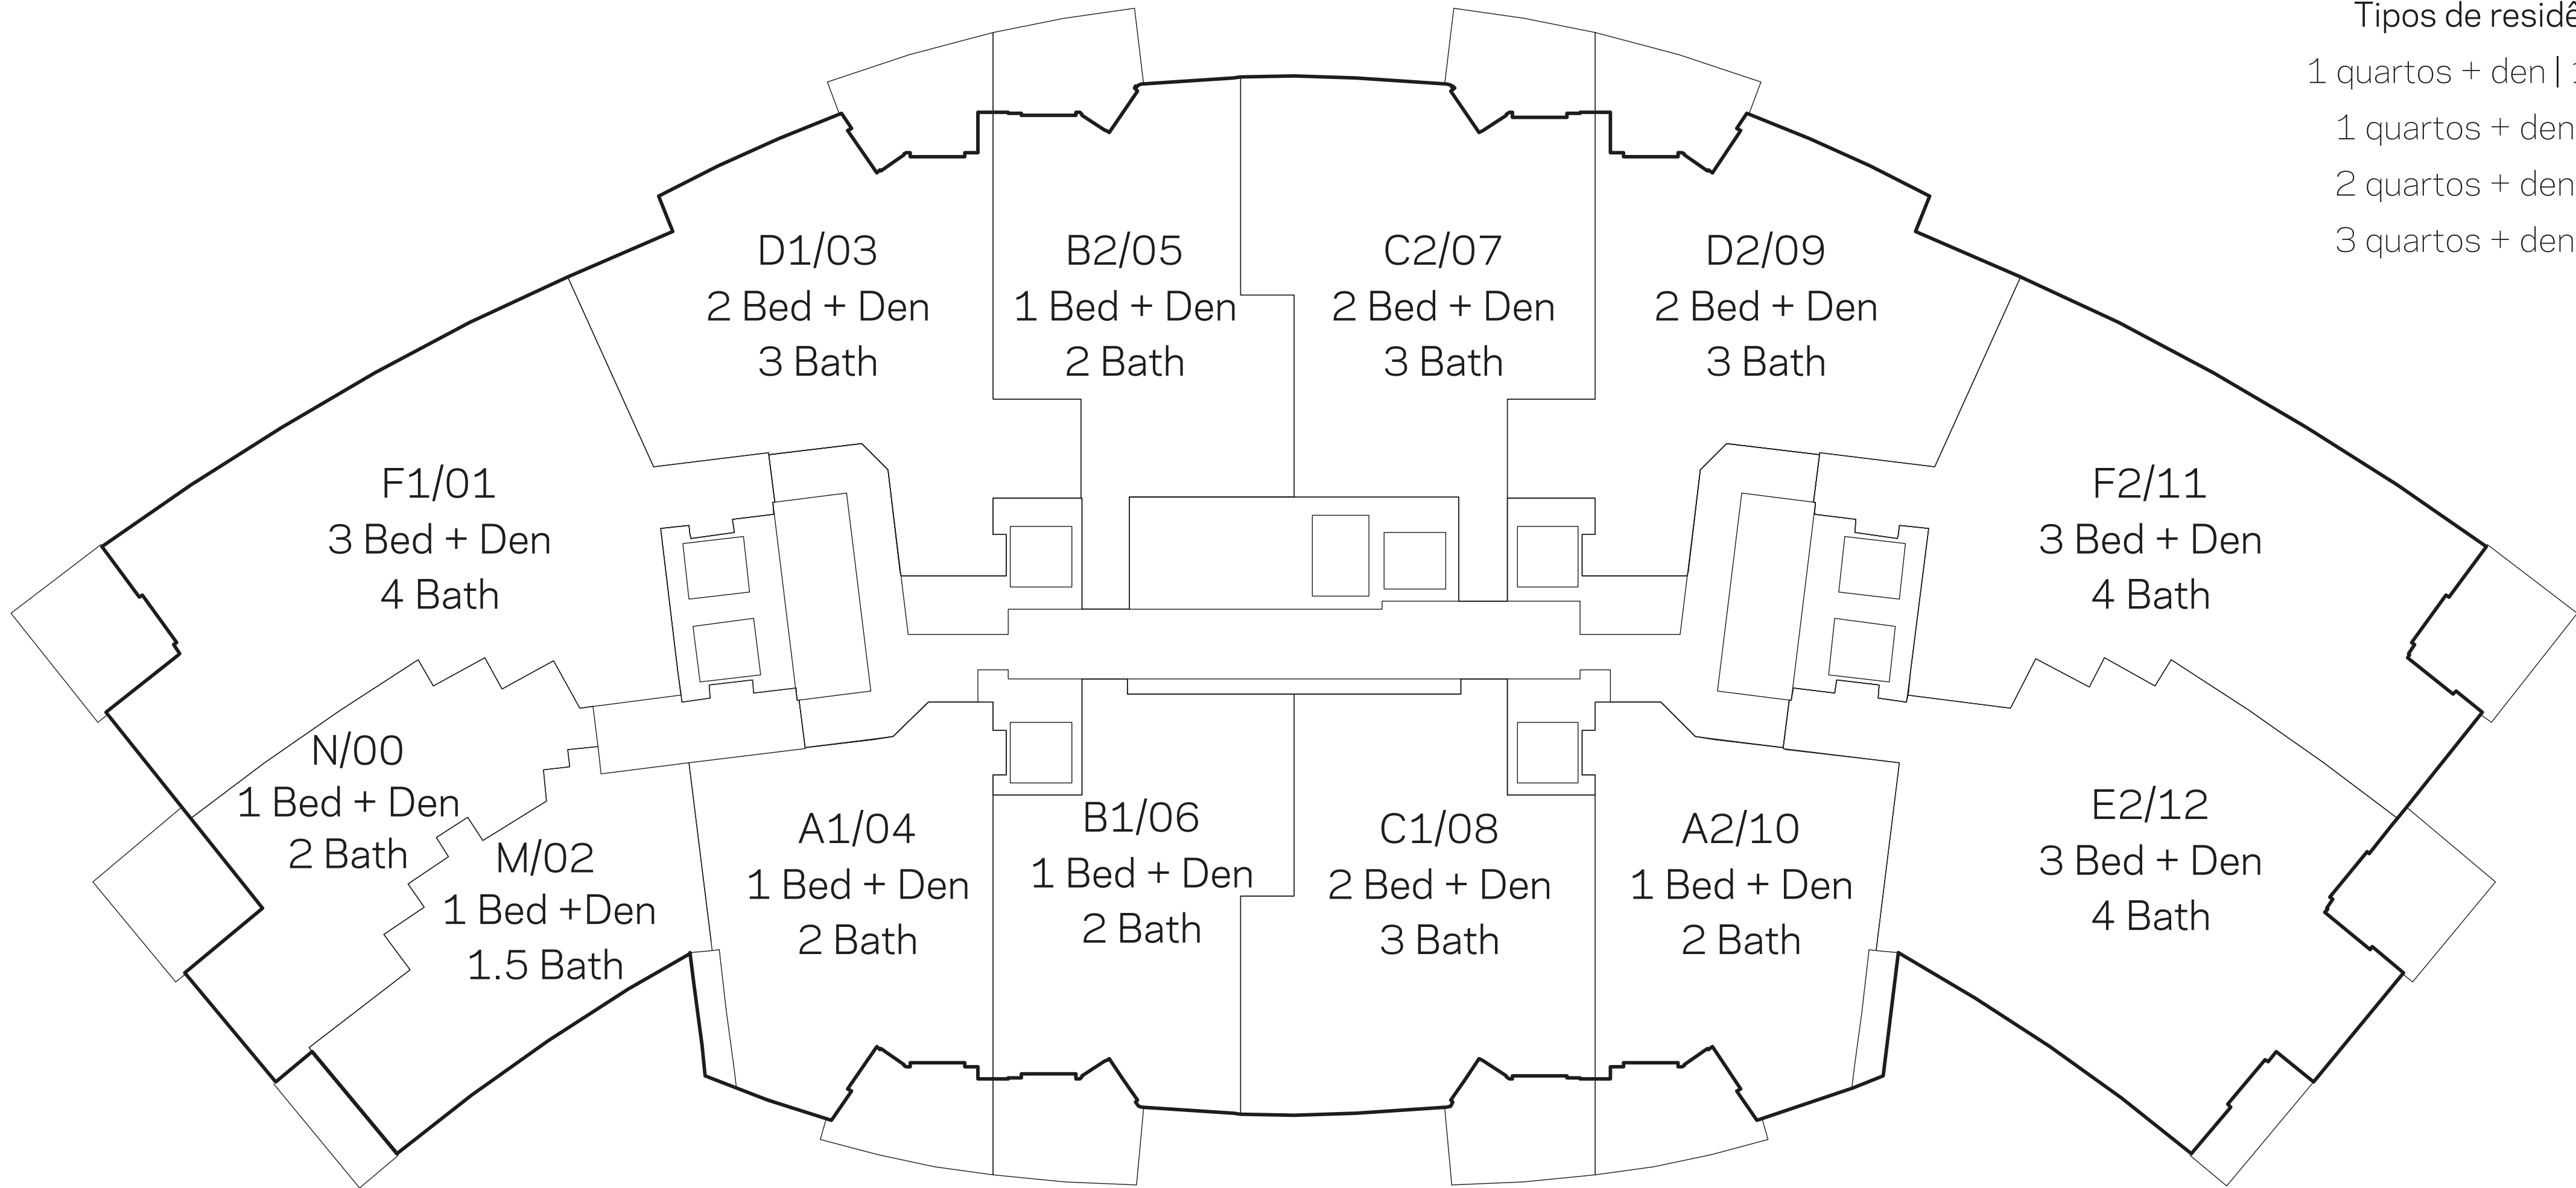 Tipos de
1 quartos + den |
1 quartos + den
2 quartos + den
3 quartos + den
D1/03
2 Bed + Den
3 Bath
B2/05
1 Bed + Den
2 Bath
C2/07
2 Bed + Den
3 Bath
D2/09
2 Bed + Den
3 Bath
F1/01
3 Bed + Den
4 Bath
F2/11
3 Bed + Den
4 Bath
N/00
1 Bed + Den
2 Bath
M/02
1 Bed +Den
1.5 Bath
A1/04
1 Bed + Den
2 Bath
B1/06
1 Bed + Den
2 Bath
C1/08
2 Bed + Den
3 Bath
A2/10
1 Bed + Den
2 Bath
E2/12
3 Bed + Den
4 Bath